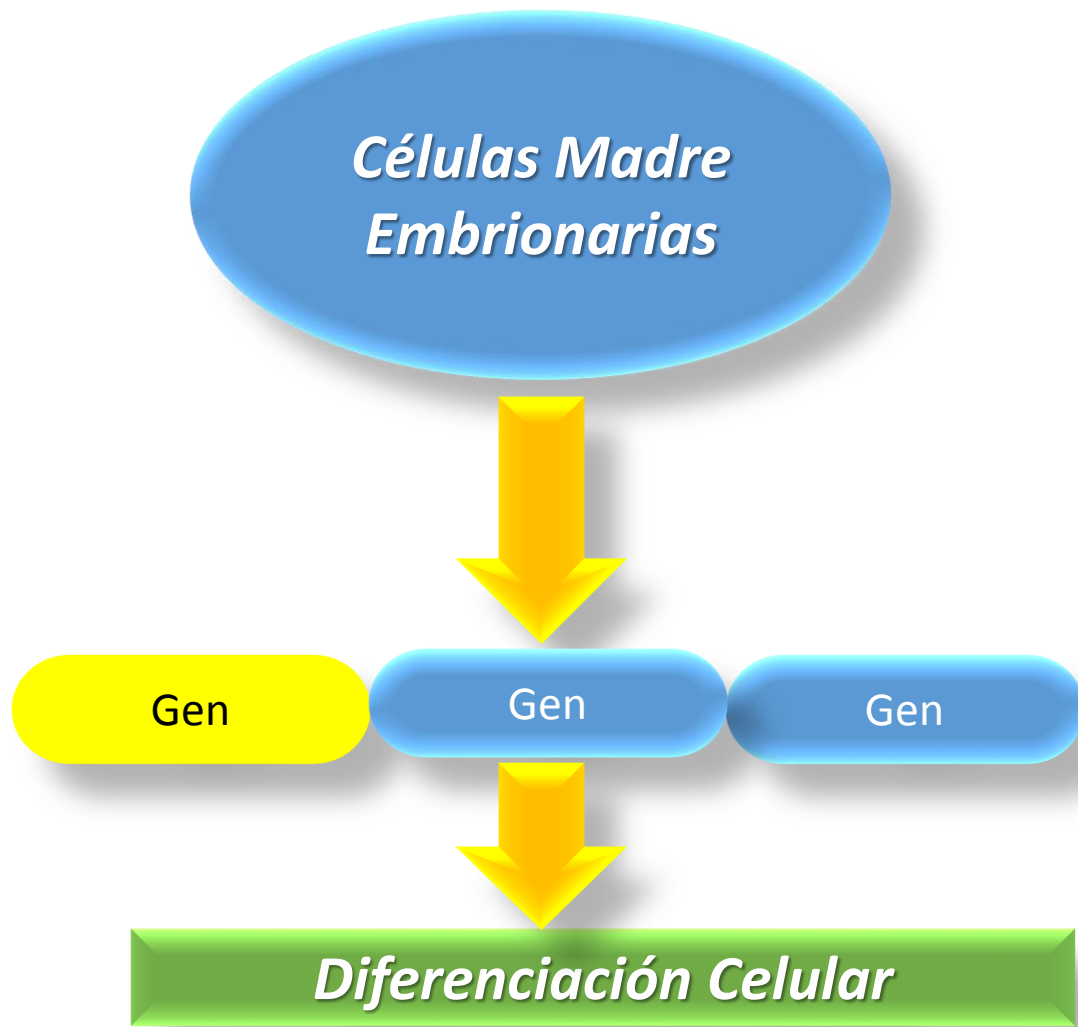 Células Madre
Embrionarias
Gen
Gen
Gen
Diferenciación Celular